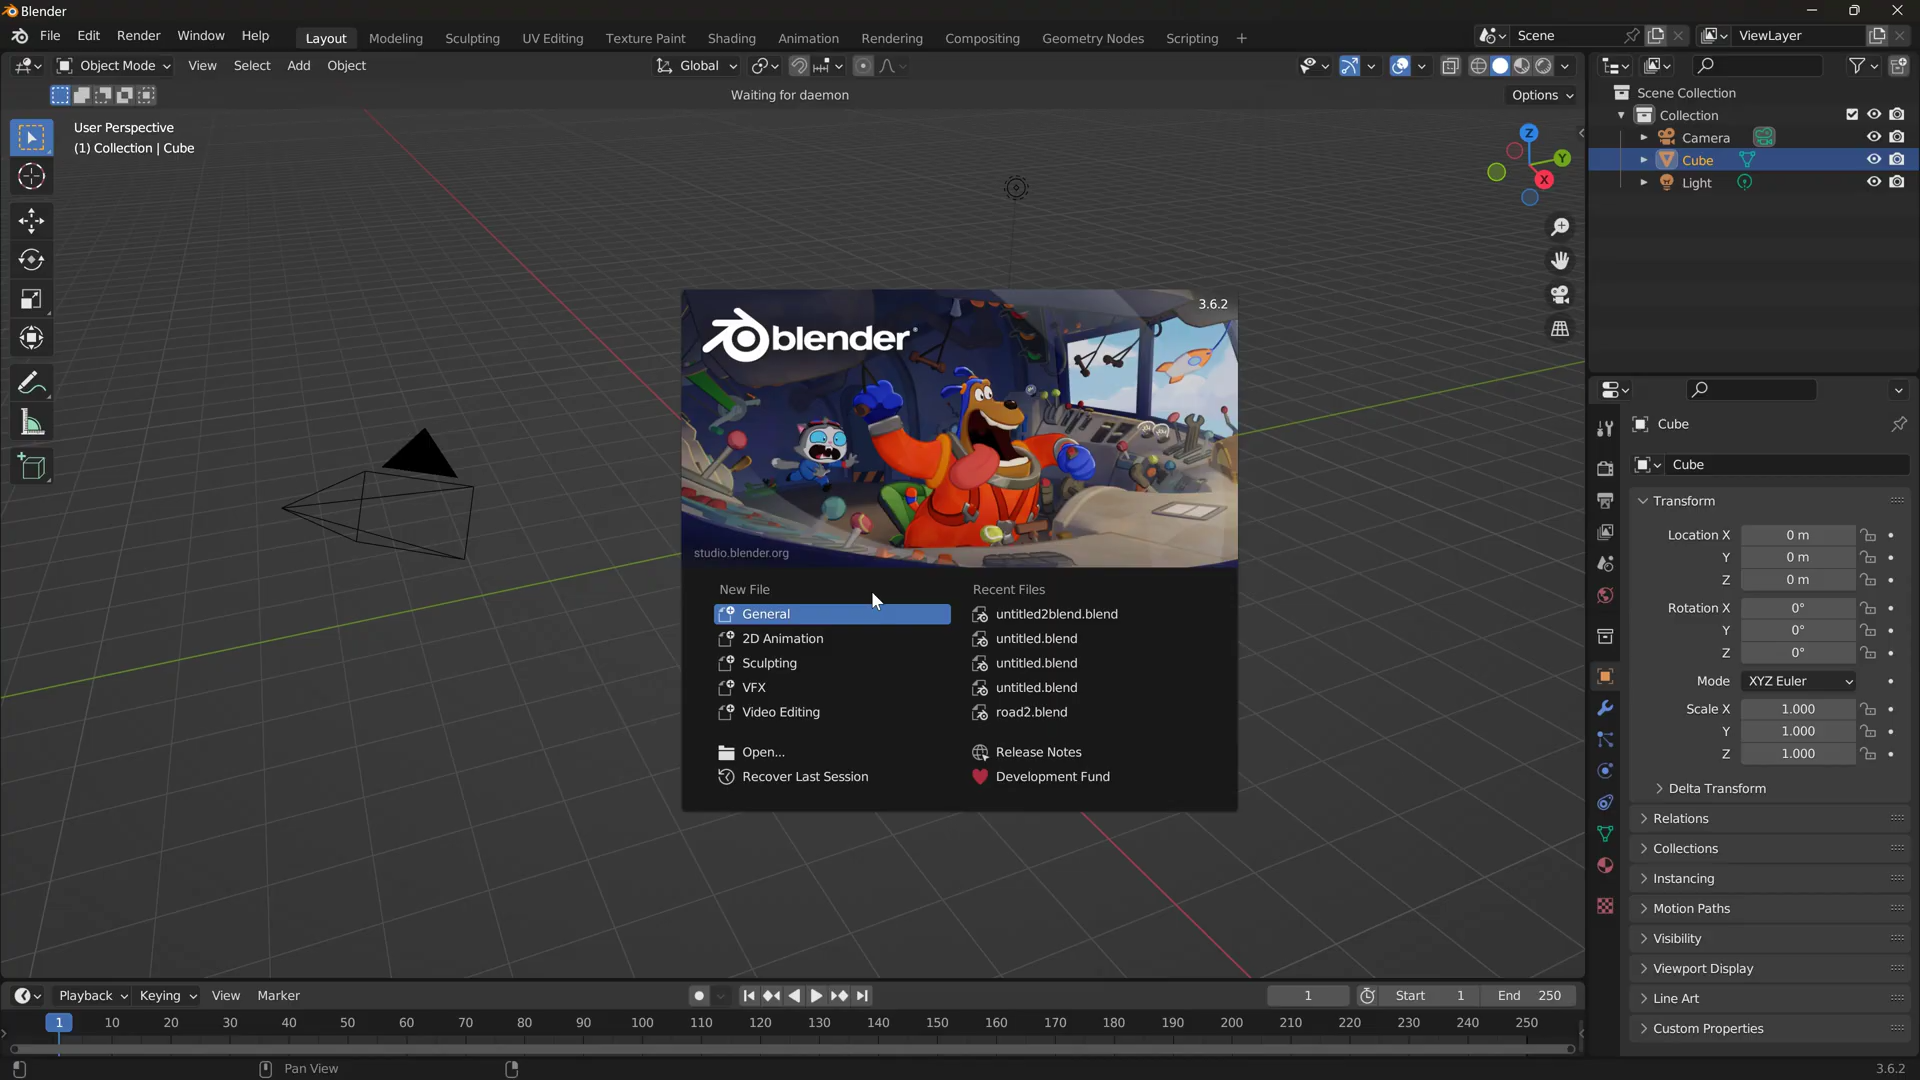 Blender
File Edit Render Window Help Layout Modeling Sculpting UV Editing Texture Paint Shading Animation Rendering Compositing Geometry Nodes Scripting + Scene ViewLayer
Object Mode View Select Add Object Global
Waiting for daemon Options
User Perspective
(1) Collection | Cube
Z
Y
X
Scene Collection
Collection
Camera
Cube
Light
3.6.2
blender
studio.blender.org
New File
General
2D Animation
Sculpting
VFX
Video Editing
Open...
Recover Last Session
Recent Files
untitled2blend.blend
untitled.blend
untitled.blend
untitled.blend
road2.blend
Release Notes
Development Fund
Cube
Cube
Transform
Location X 0 m
Y 0 m
Z 0 m
Rotation X 0°
Y 0°
Z 0°
Mode XYZ Euler
Scale X 1.000
Y 1.000
Z 1.000
Delta Transform
Relations
Collections
Instancing
Motion Paths
Visibility
Viewport Display
Line Art
Custom Properties
Playback Keying View Marker 1 Start 1 End 250
1 10 20 30 40 50 60 70 80 90 100 110 120 130 140 150 160 170 180 190 200 210 220 230 240 250
Pan View 3.6.2